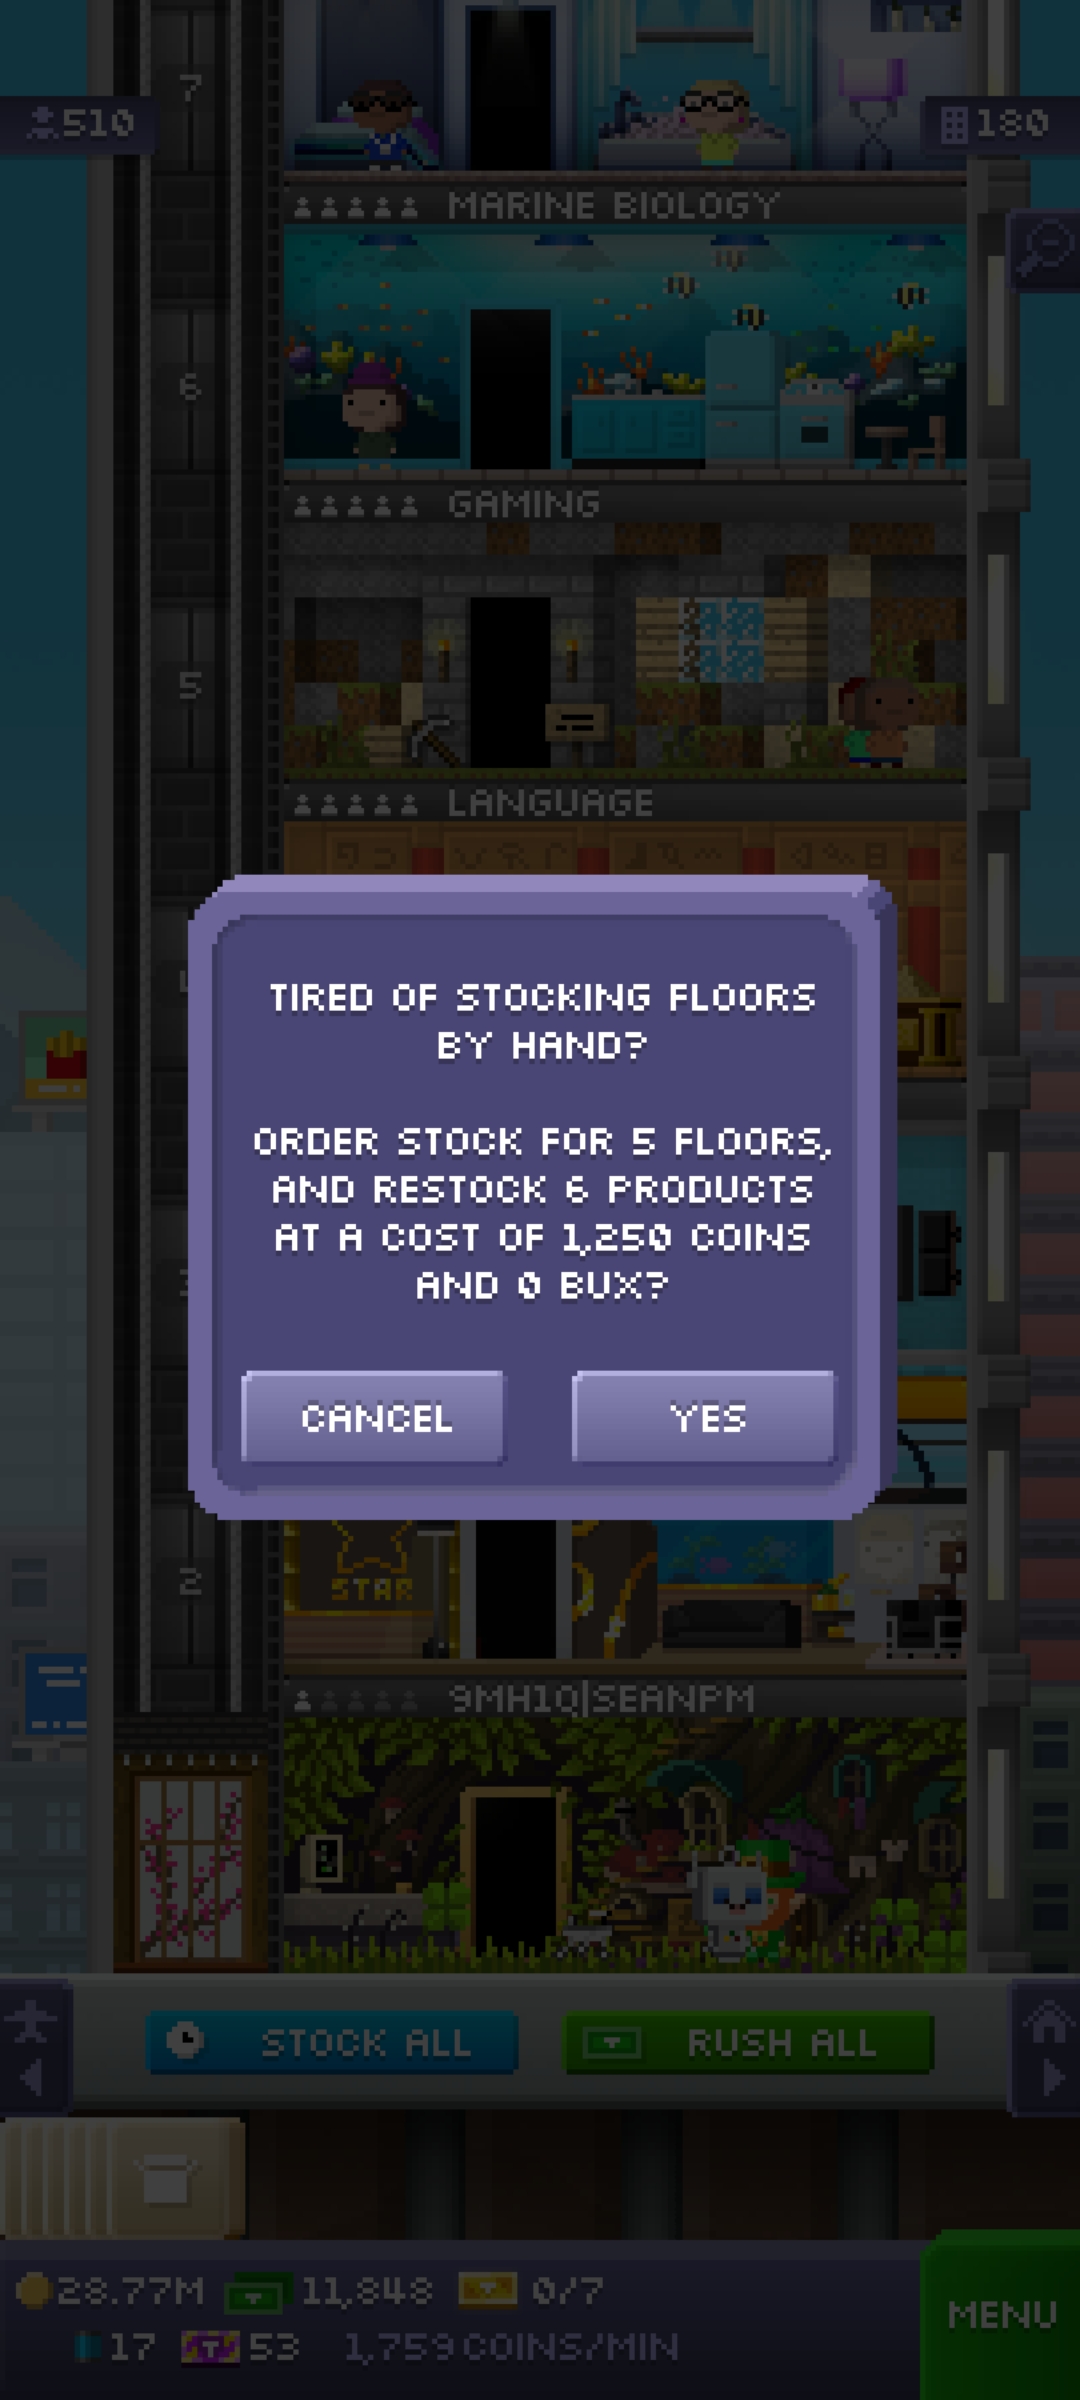 7
510
180
MARINE BIOLOGY
6
GAMING
5
LANGUAGE
TIRED OF STOCKING FLOORS
BY HAND?
ORDER STOCK FOR 5 FLOORS,
AND RESTOCK 6 PRODUCTS
AT A COST OF 1,250 COINS
AND 0 BUX?
CANCEL
YES
2
STAR
9MH1Q|SEANPM
STOCK ALL
RUSH ALL
28.77M 11,848 0/7
17 53 1,759 COINS/MIN
MENU